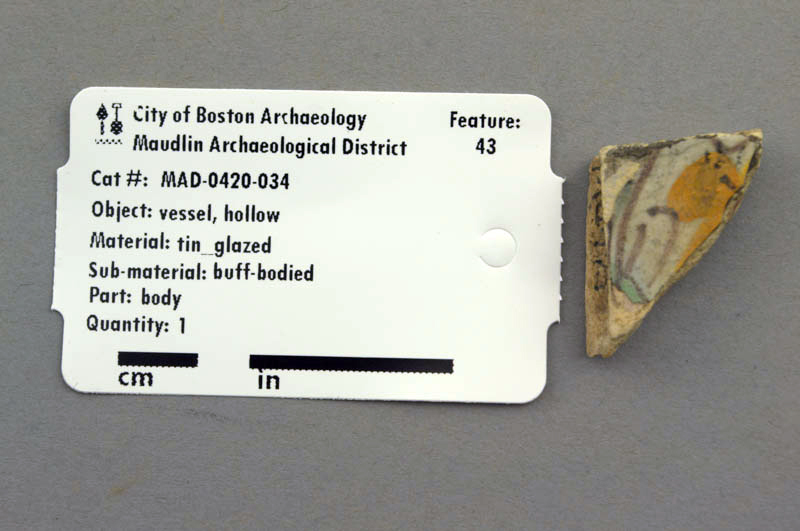 City of Boston Archaeology
Maudlin Archaeological District
Feature:
43
Cat #: MAD-0420-034
Object: vessel, hollow
Material: tin_glazed
Sub-material: buff-bodied
Part: body
Quantity: 1
cm
in